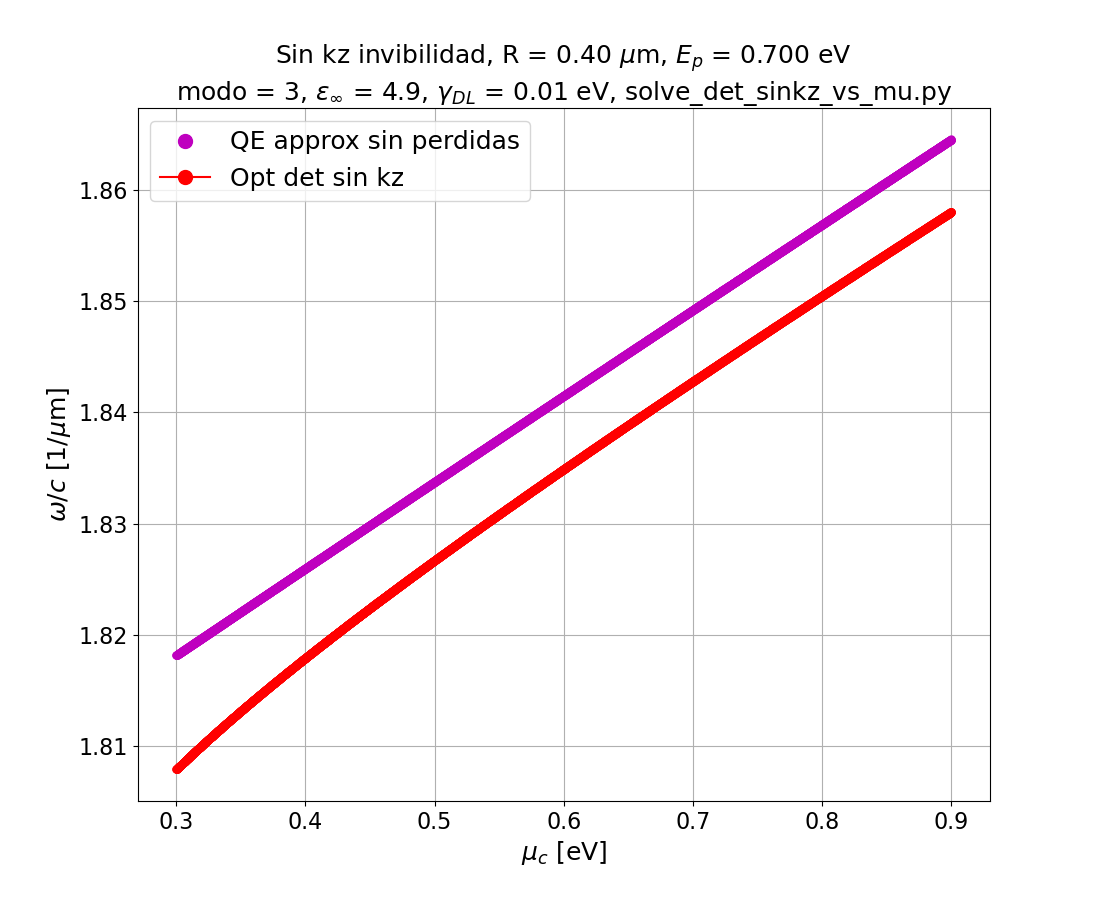 Sin kz invibilidad, R = 0.40 μm, $E_p$ = 0.700 eV
modo = 3, $ε_∞$ = 4.9, $γ_{DL}$ = 0.01 eV, solve_det_sinkz_vs_mu.py
QE approx sin perdidas
Opt det sin kz
1.86
1.85
1.84
1.83
1.82
1.81
ω/c [1/μm]
0.3 0.4 0.5 0.6 0.7 0.8 0.9
$μ_c$ [eV]